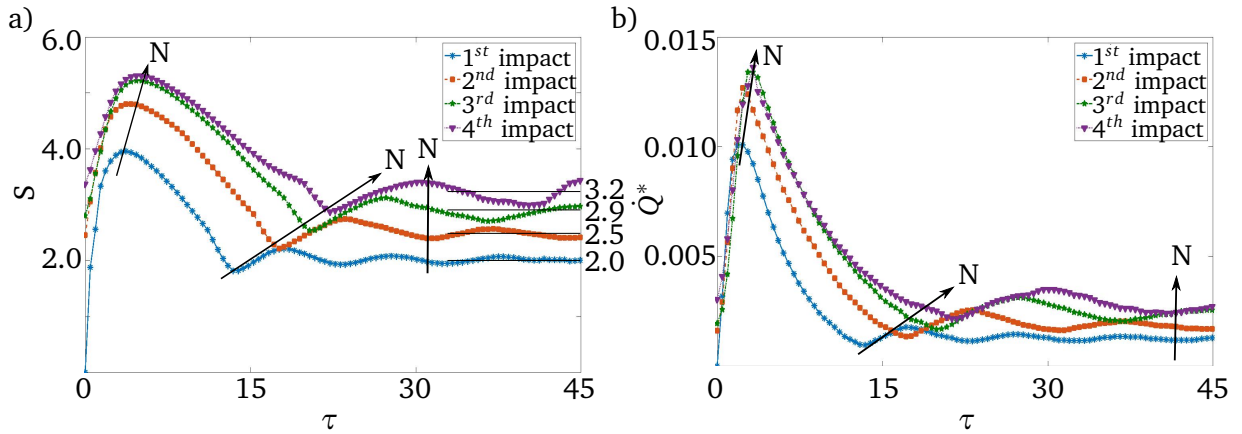 a)
6.0
4.0
2.0
0
S
N
N
N
1st impact
2nd impact
3rd impact
4th impact
3.2
2.9
2.5
2.0
0 15 30 45
τ
b)
0.015
0.010
0.005
Q̇*
N
N
N
1st impact
2nd impact
3rd impact
4th impact
0 15 30 45
τ